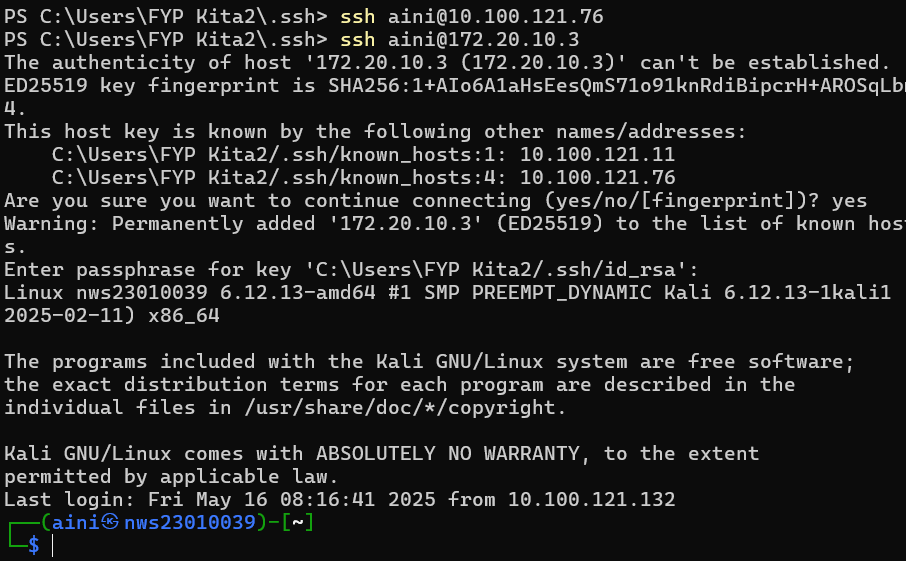 PS C:\Users\FYP Kita2\.ssh> ssh aini@10.100.121.76
PS C:\Users\FYP Kita2\.ssh> ssh aini@172.20.10.3
The authenticity of host '172.20.10.3 (172.20.10.3)' can't be established.
ED25519 key fingerprint is SHA256:1+AIo6A1aHsEesQmS71o91knRdiBipcrH+AROSqLb
4.
This host key is known by the following other names/addresses:
    C:\Users\FYP Kita2/.ssh/known_hosts:1: 10.100.121.11
    C:\Users\FYP Kita2/.ssh/known_hosts:4: 10.100.121.76
Are you sure you want to continue connecting (yes/no/[fingerprint])? yes
Warning: Permanently added '172.20.10.3' (ED25519) to the list of known host
s.
Enter passphrase for key 'C:\Users\FYP Kita2/.ssh/id_rsa':
Linux nws23010039 6.12.13-amd64 #1 SMP PREEMPT_DYNAMIC Kali 6.12.13-1kali1
2025-02-11) x86_64

The programs included with the Kali GNU/Linux system are free software;
the exact distribution terms for each program are described in the
individual files in /usr/share/doc/*/copyright.

Kali GNU/Linux comes with ABSOLUTELY NO WARRANTY, to the extent
permitted by applicable law.
Last login: Fri May 16 08:16:41 2025 from 10.100.121.132
┌──(aini㉿nws23010039)-[~]
└─$